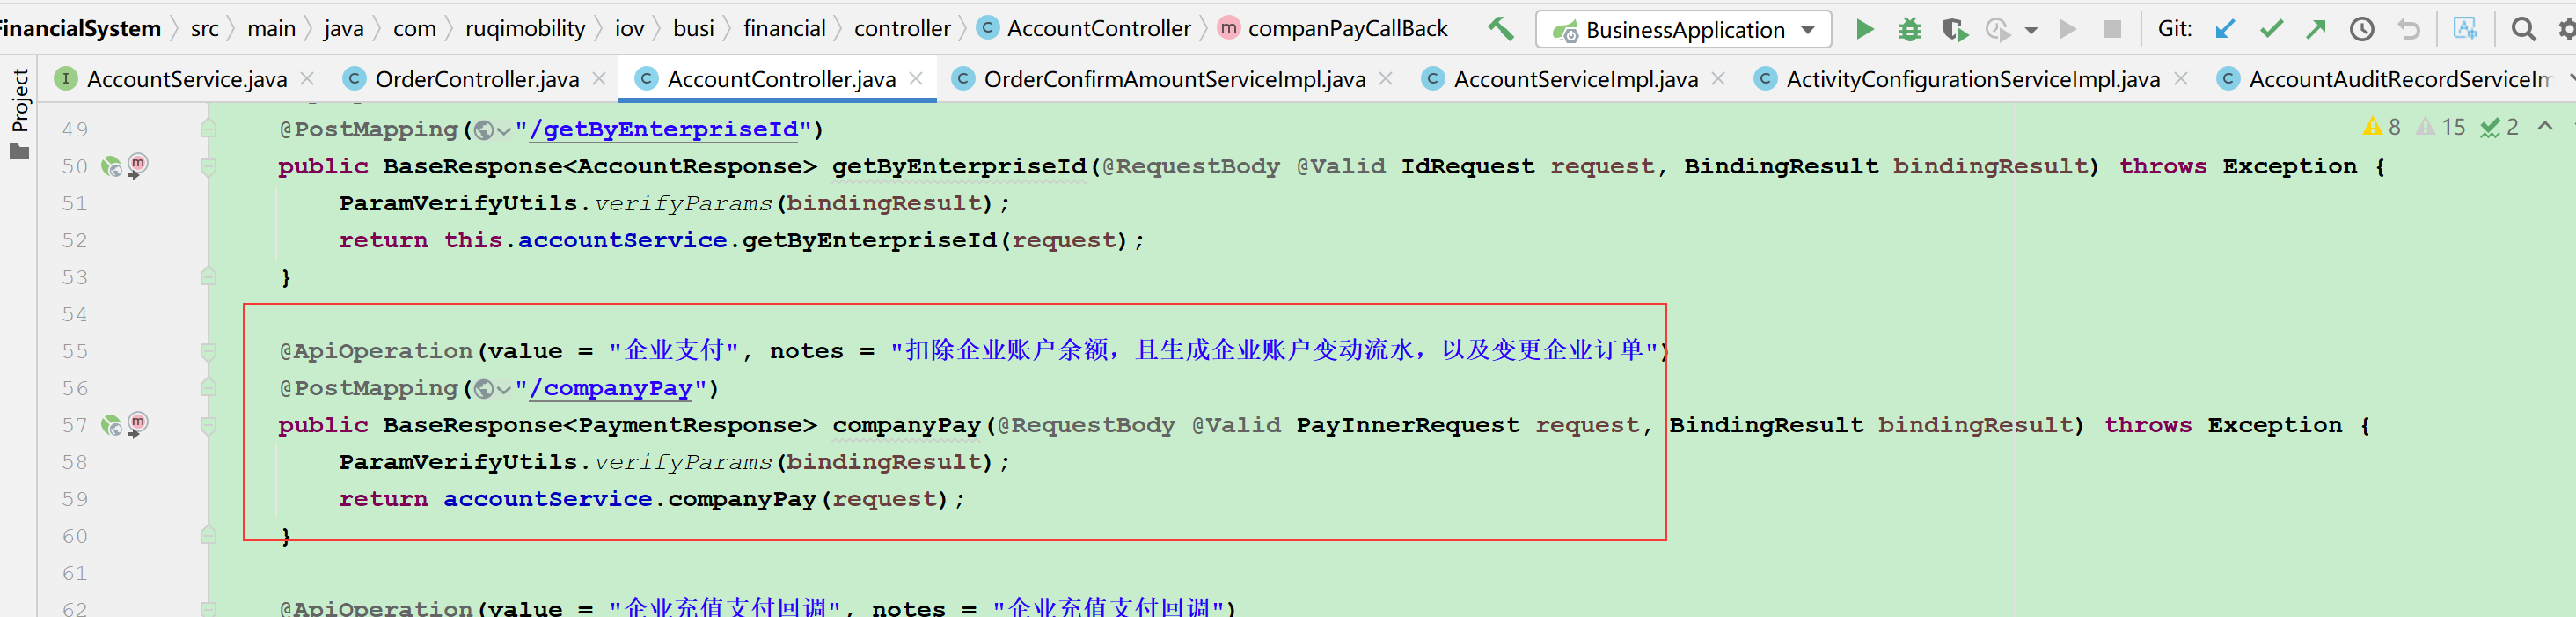 FinancialSystem src main java com ruqimobility iov busi financial controller AccountController companPayCallBack BusinessApplication Git:
AccountService.java OrderController.java AccountController.java OrderConfirmAmountServiceImpl.java AccountServiceImpl.java ActivityConfigurationServiceImpl.java AccountAuditRecordServiceIm
Project
8 15 2
49 @PostMapping("/getByEnterpriseId")
50 public BaseResponse<AccountResponse> getByEnterpriseId(@RequestBody @Valid IdRequest request, BindingResult bindingResult) throws Exception {
51 ParamVerifyUtils.verifyParams(bindingResult);
52 return this.accountService.getByEnterpriseId(request);
53 }
54
55 @ApiOperation(value = "企业支付", notes = "扣除企业账户余额，且生成企业账户变动流水，以及变更企业订单")
56 @PostMapping("/companyPay")
57 public BaseResponse<PaymentResponse> companyPay(@RequestBody @Valid PayInnerRequest request, BindingResult bindingResult) throws Exception {
58 ParamVerifyUtils.verifyParams(bindingResult);
59 return accountService.companyPay(request);
60 }
61
62 @ApiOperation(value = "企业充值支付回调", notes = "企业充值支付回调")